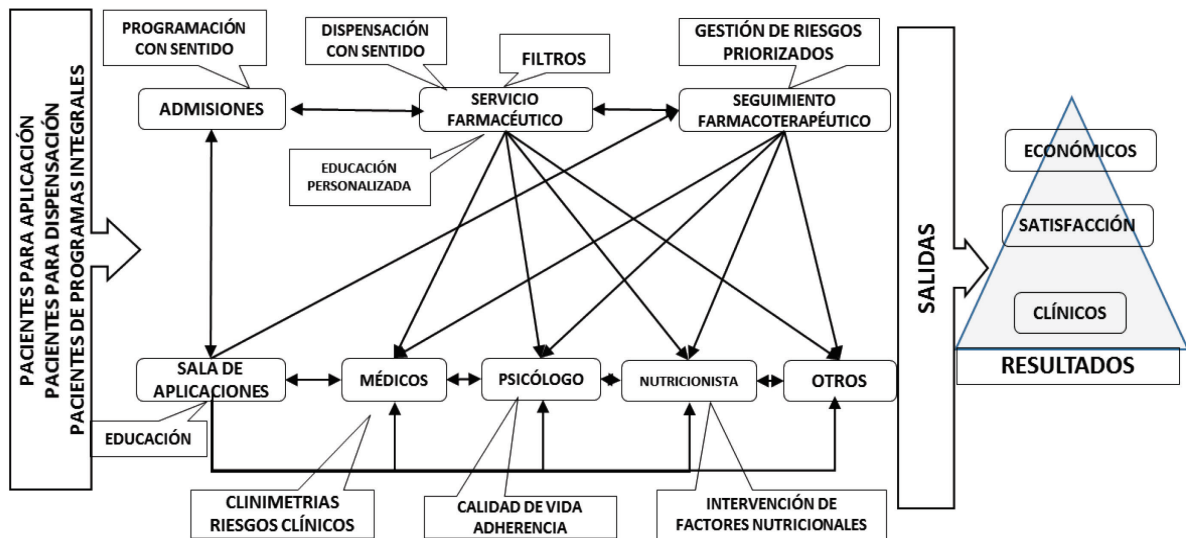 PACIENTES PARA APLICACIÓN
PACIENTES PARA DISPENSACIÓN
PACIENTES DE PROGRAMAS INTEGRALES
PROGRAMACIÓN
CON SENTIDO
DISPENSACIÓN
CON SENTIDO
FILTROS
GESTIÓN DE RIESGOS
PRIORIZADOS
ADMISIONES
SERVICIO
FARMACÉUTICO
SEGUIMIENTO
FARMACOTERAPÉUTICO
EDUCACIÓN
PERSONALIZADA
SALA DE
APLICACIONES
MÉDICOS
PSICÓLOGO
NUTRICIONISTA
OTROS
EDUCACIÓN
CLINIMETRIAS
RIESGOS CLÍNICOS
CALIDAD DE VIDA
ADHERENCIA
INTERVENCIÓN DE
FACTORES NUTRICIONALES
SALIDAS
ECONÓMICOS
SATISFACCIÓN
CLÍNICOS
RESULTADOS